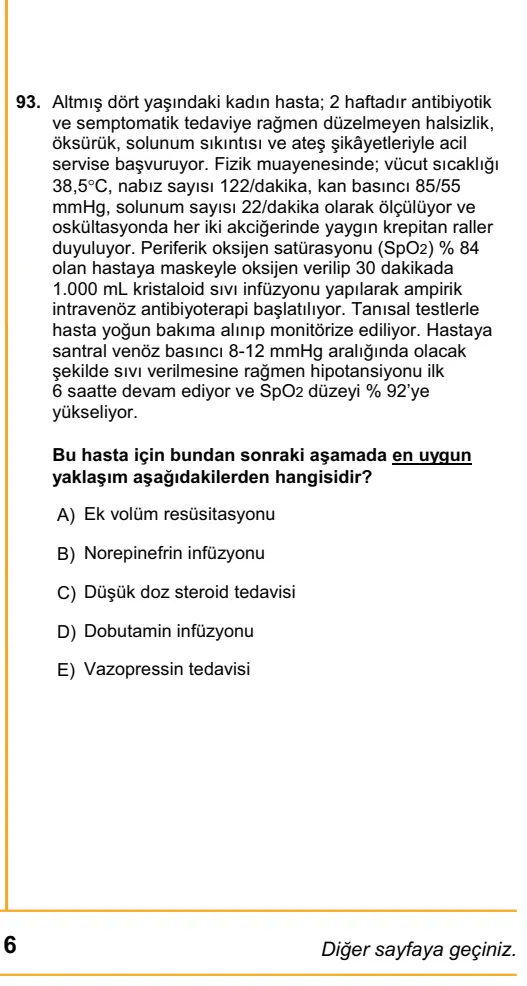 93. Altmış dört yaşındaki kadın hasta; 2 haftadır antibiyotik
ve semptomatik tedaviye rağmen düzelmeyen halsizlik,
öksürük, solunum sıkıntısı ve ateş şikâyetleriyle acil
servise başvuruyor. Fizik muayenesinde; vücut sıcaklığı
38,5°C, nabız sayısı 122/dakika, kan basıncı 85/55
mmHg, solunum sayısı 22/dakika olarak ölçülüyor ve
oskültasyonda her iki akciğerinde yaygın krepitan raller
duyuluyor. Periferik oksijen satürasyonu (SpO2) % 84
olan hastaya maskeyle oksijen verilip 30 dakikada
1.000 mL kristaloid sıvı infüzyonu yapılarak ampirik
intravenöz antibiyoterapi başlatılıyor. Tanısal testlerle
hasta yoğun bakıma alınıp monitörize ediliyor. Hastaya
santral venöz basıncı 8-12 mmHg aralığında olacak
şekilde sıvı verilmesine rağmen hipotansiyonu ilk
6 saatte devam ediyor ve SpO2 düzeyi % 92’ye
yükseliyor.
Bu hasta için bundan sonraki aşamada en uygun
yaklaşım aşağıdakilerden hangisidir?
A) Ek volüm resüsitasyonu
B) Norepinefrin infüzyonu
C) Düşük doz steroid tedavisi
D) Dobutamin infüzyonu
E) Vazopressin tedavisi
6
Diğer sayfaya geçiniz.